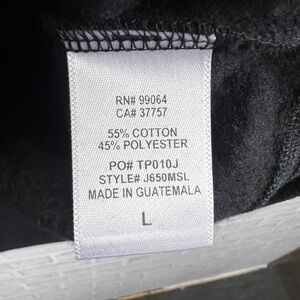 RN# 99064
CA# 37757
55% COTTON
45% POLYESTER
PO# TP010J
STYLE# J650MSL
MADE IN GUATEMALA
L